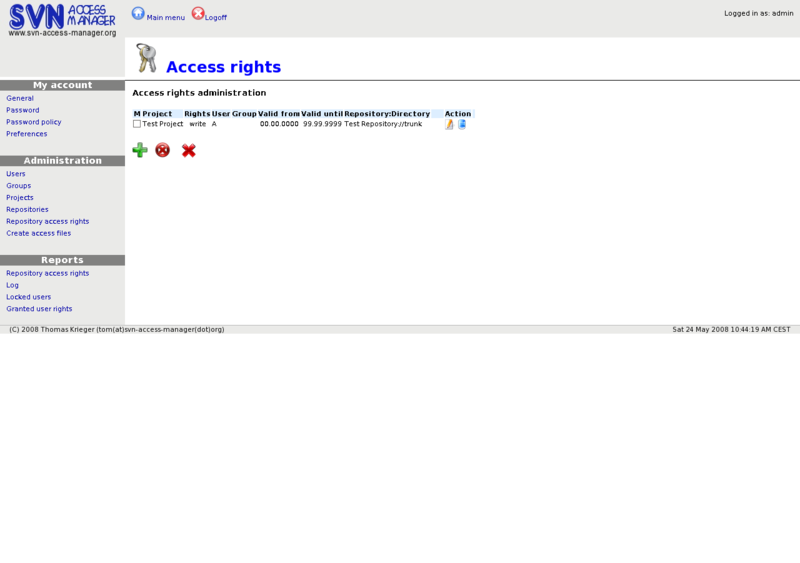 SVN ACCESS MANAGER
www.svn-access-manager.org
Main menu Logoff
Logged in as: admin
Access rights
My account
General
Password
Password policy
Preferences
Administration
Users
Groups
Projects
Repositories
Repository access rights
Create access files
Reports
Repository access rights
Log
Locked users
Granted user rights
Access rights administration
M Project Rights User Group Valid from Valid until Repository:Directory Action
Test Project write A 00.00.0000 99.99.9999 Test Repository:/trunk
(C) 2008 Thomas Krieger (tom(at)svn-access-manager(dot)org)
Sat 24 May 2008 10:44:19 AM CEST